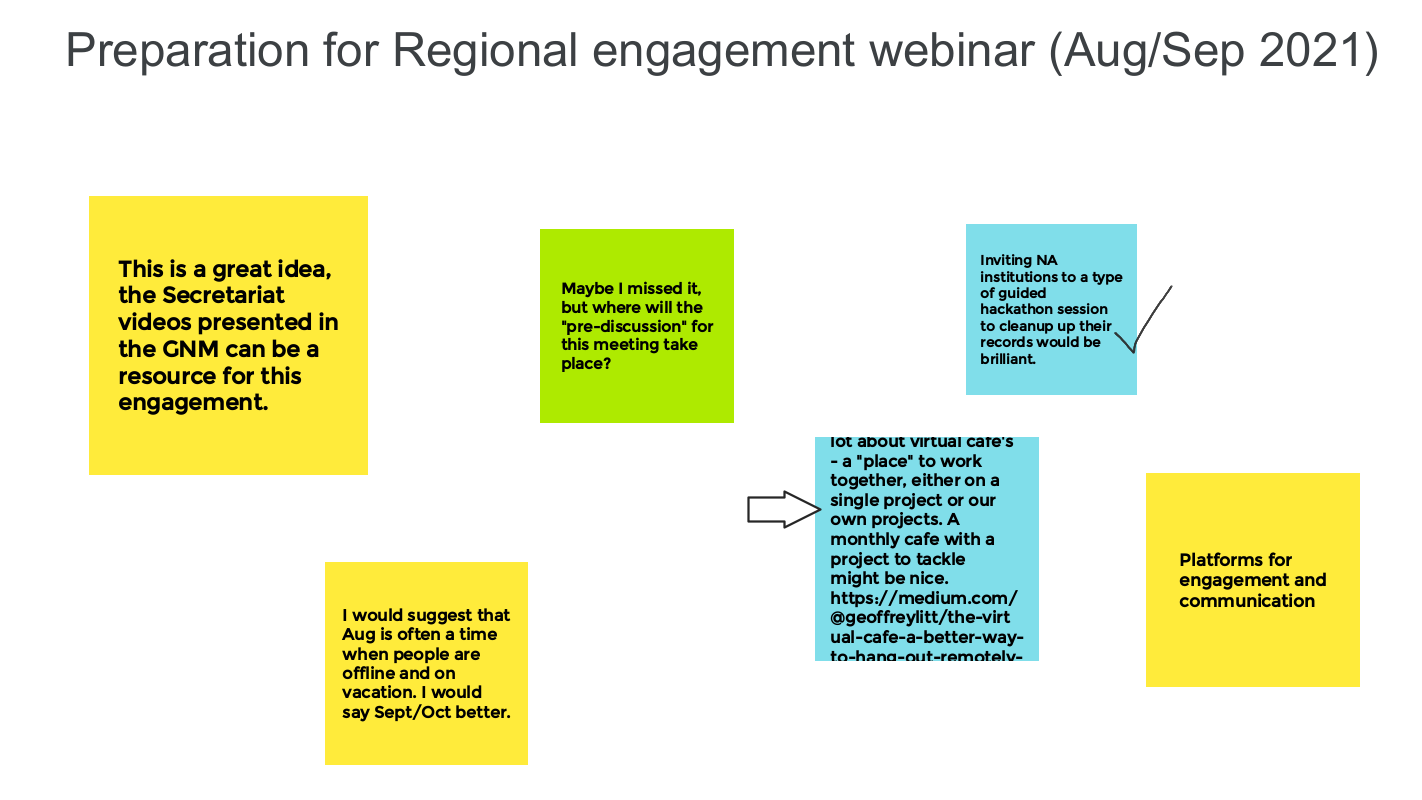 Preparation for Regional engagement webinar (Aug/Sep 2021)
This is a great idea,
the Secretariat
videos presented in
the GNM can be a
resource for this
engagement.
Maybe I missed it,
but where will the
"pre-discussion" for
this meeting take
place?
Inviting NA
institutions to a type
of guided
hackathon session
to cleanup up their
records would be
brilliant.
lot about virtual cafe's
- a "place" to work
together, either on a
single project or our
own projects. A
monthly cafe with a
project to tackle
might be nice.
https://medium.com/
@geoffreylitt/the-virt
ual-cafe-a-better-way-
to-hang-out-remotely-
Platforms for
engagement and
communication
I would suggest that
Aug is often a time
when people are
offline and on
vacation. I would
say Sept/Oct better.